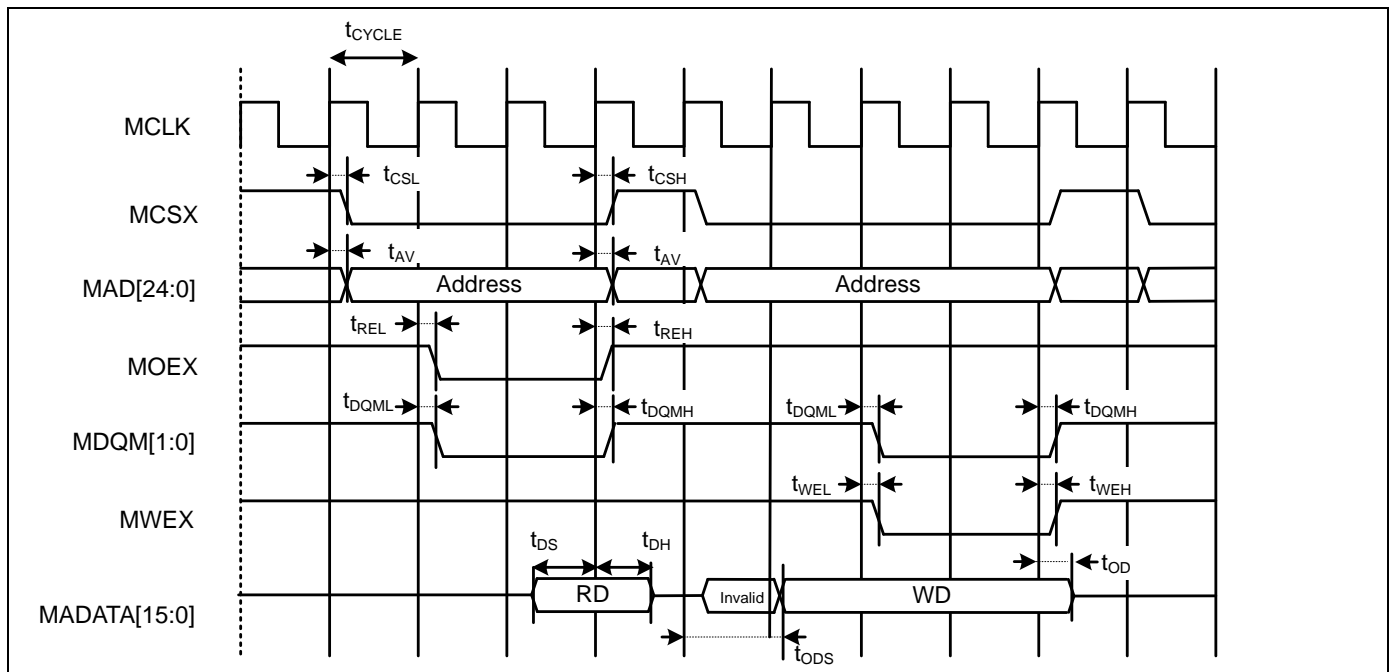 tCYCLE
MCLK
tCSL
tCSH
MCSX
tAV
tAV
MAD[24:0]
Address
Address
tREL
tREH
MOEX
tDQML
tDQMH
tDQML
tDQMH
MDQM[1:0]
tWEL
tWEH
MWEX
tDS
tDH
tOD
MADATA[15:0]
RD
Invalid
WD
tODS